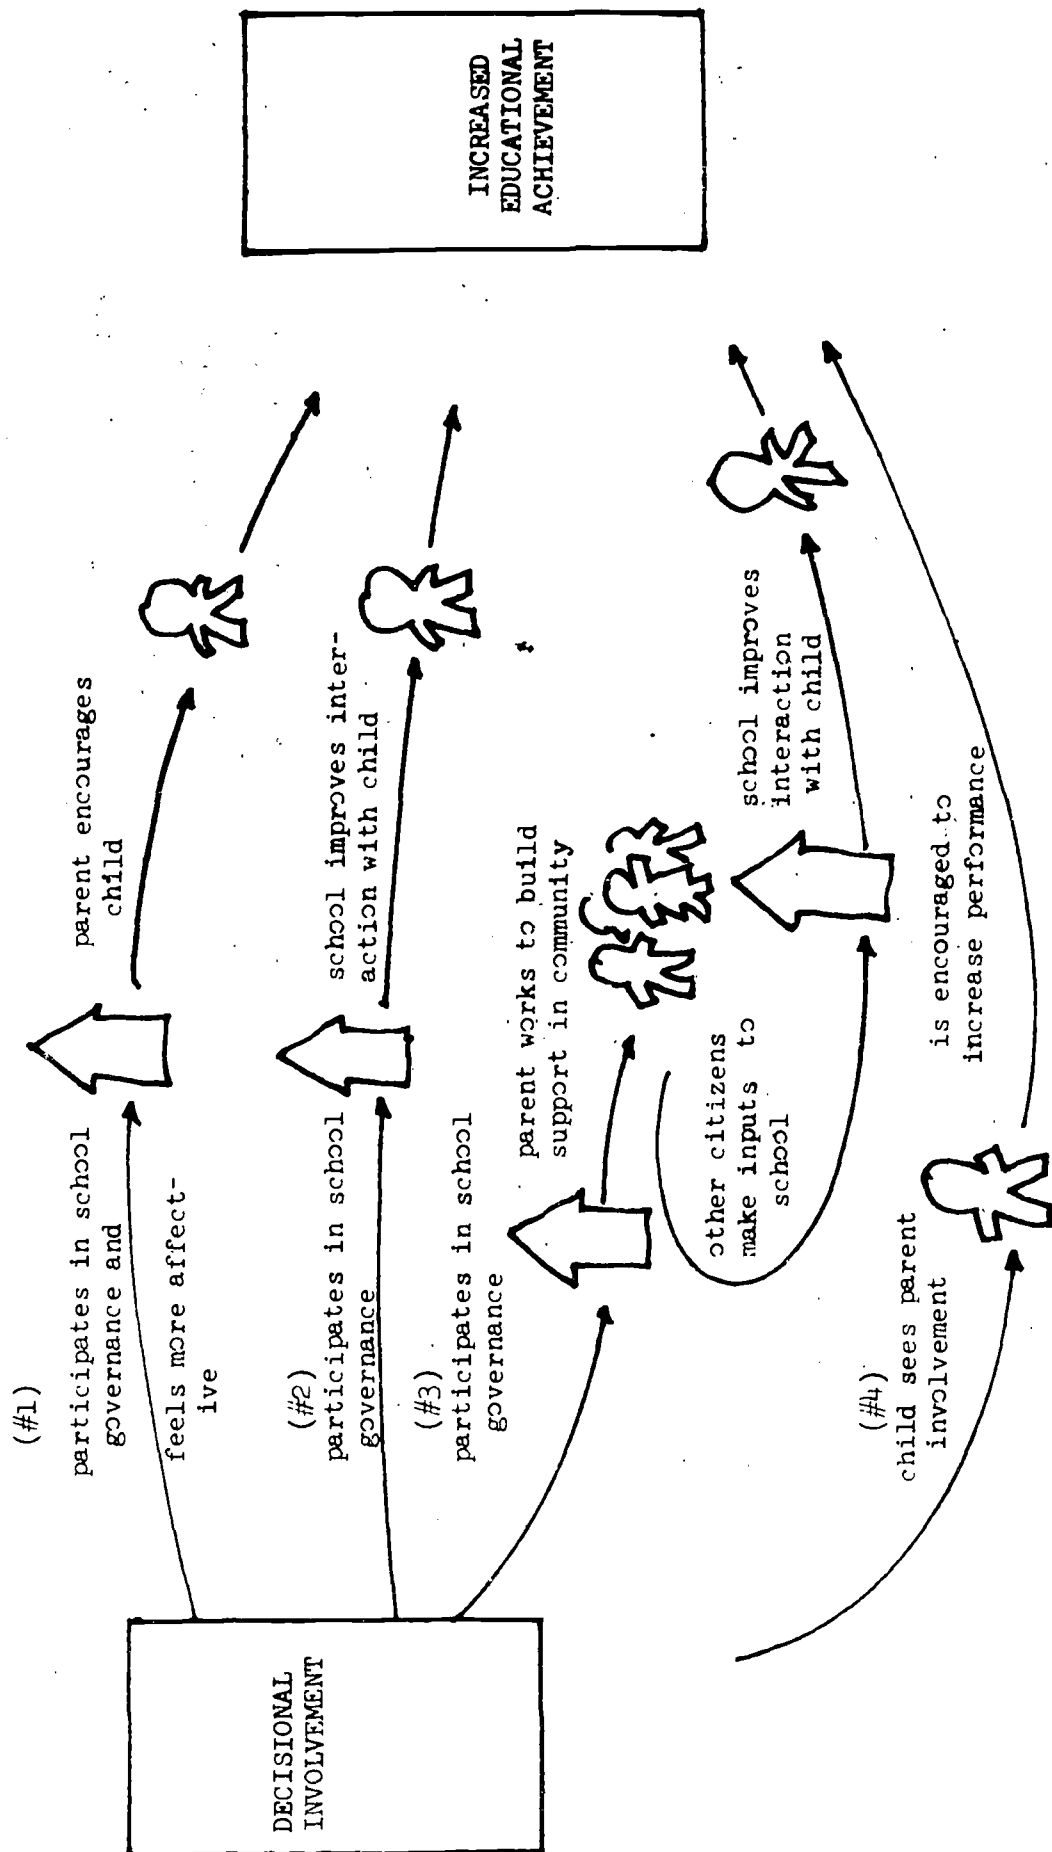 DECISIONAL
INVOLVEMENT
(#1)
participates in school
governance and
feels more affect-
ive
parent encourages
child
(#2)
participates in school
governance
school improves inter-
action with child
(#3)
participates in school
governance
parent works to build
support in community
other citizens
make inputs to
school
school improves
interaction
with child
(#4)
child sees parent
involvement
is encouraged to
increase performance
INCREASED
EDUCATIONAL
ACHIEVEMENT